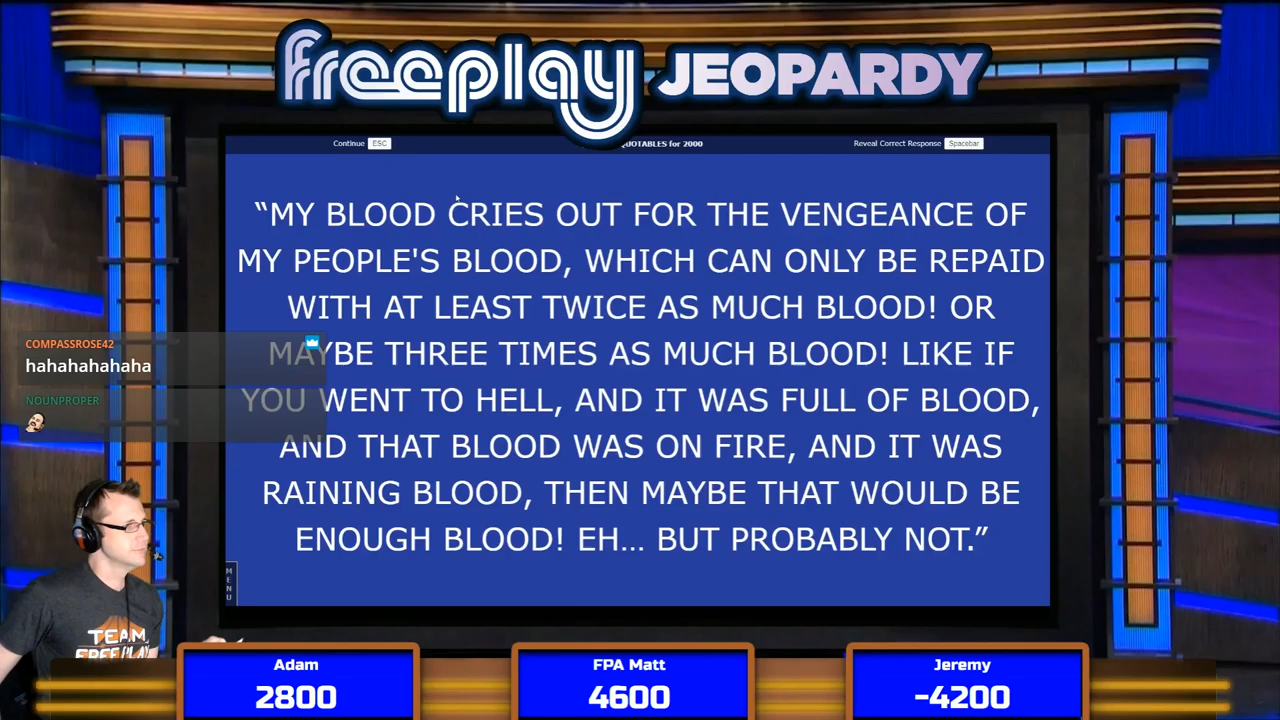 freeplay JEOPARDY
Continue ESC
QUOTABLES for 2000
Reveal Correct Response Spacebar
“MY BLOOD CRIES OUT FOR THE VENGEANCE OF
MY PEOPLE'S BLOOD, WHICH CAN ONLY BE REPAID
WITH AT LEAST TWICE AS MUCH BLOOD! OR
MAYBE THREE TIMES AS MUCH BLOOD! LIKE IF
YOU WENT TO HELL, AND IT WAS FULL OF BLOOD,
AND THAT BLOOD WAS ON FIRE, AND IT WAS
RAINING BLOOD, THEN MAYBE THAT WOULD BE
ENOUGH BLOOD! EH... BUT PROBABLY NOT.”
COMPASSROSE42
hahahahahaha
NOUNPROPER
MENU
TEAM
FREEPLAY
Adam
2800
FPA Matt
4600
Jeremy
-4200